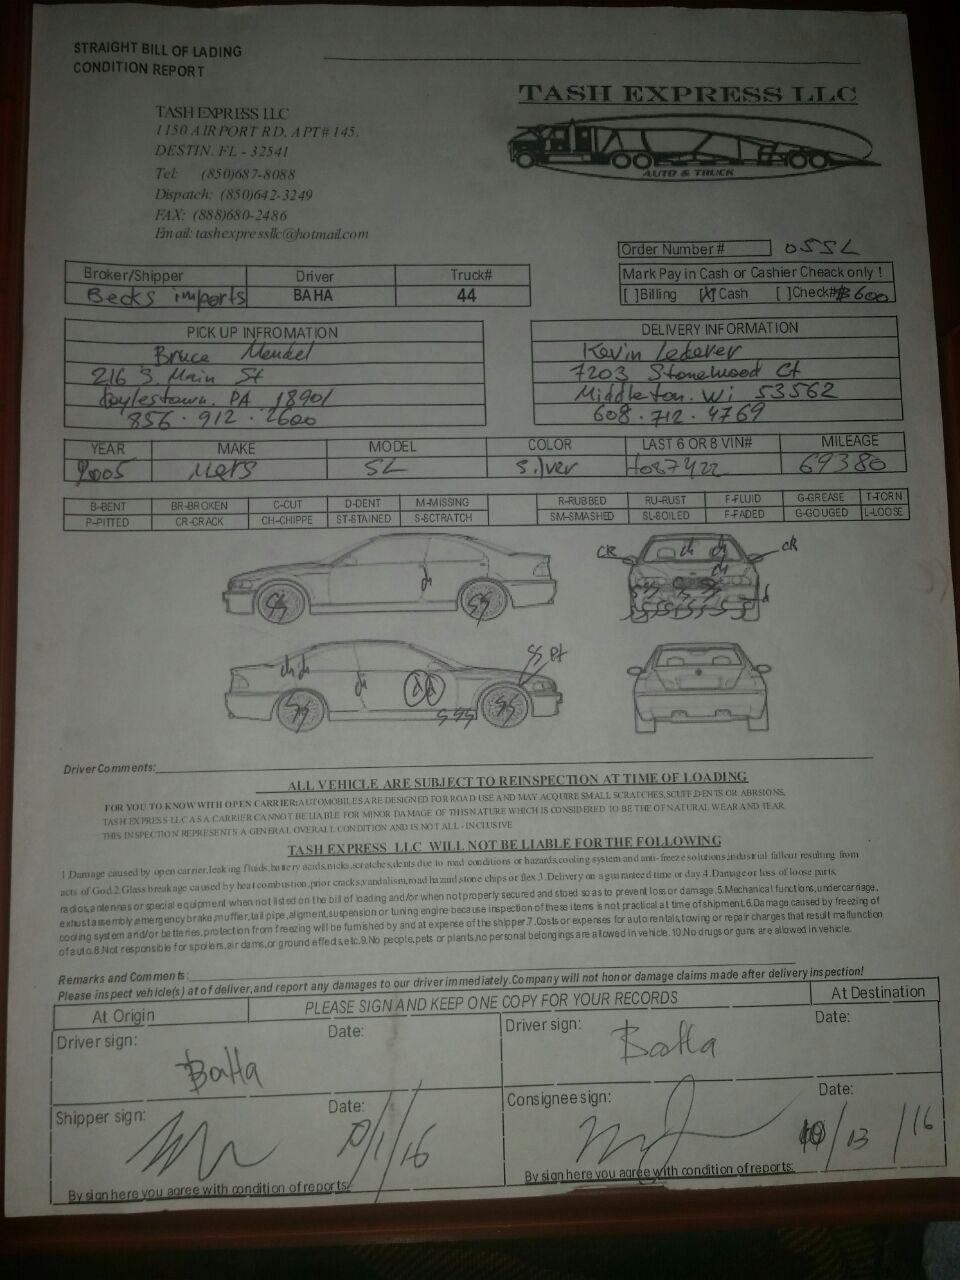 STRAIGHT BILL OF LADING
CONDITION REPORT
TASH EXPRESS LLC
AUTO & TRUCK
TASH EXPRESS LLC
1150 AIRPORT RD. APT# 145.
DESTIN. FL - 32541
Tel: (850)687-8088
Dispatch: (850)642-3249
FAX: (888)680-2486
Email: tashexpressllc@hotmail.com
Order Number # 05SL
Mark Pay in Cash or Cashier Cheack only !
[ ]Billing [X] Cash [ ]Check# $600
Broker/Shipper Driver Truck#
Becks imports BAHA 44
PICK UP INFROMATION
Bruce Mendel
216 S. Main St
Doylestown. PA 18901
856.912.2600
DELIVERY INFORMATION
Kevin Lederer
7203 Stonewood Ct
Middleton. Wi 53562
608.712.4769
YEAR MAKE MODEL COLOR LAST 6 OR 8 VIN# MILEAGE
2005 Mers SL Silver 087422 69380
B-BENT BR-BROKEN C-CUT D-DENT M-MISSING R-RUBBED RU-RUST F-FLUID G-GREASE T-TORN
P-PITTED CR-CRACK CH-CHIPPE ST-STAINED S-SCTRATCH SM-SMASHED SL-SOILED F-FADED G-GOUGED L-LOOSE
CR CR
Driver Comments:
ALL VEHICLE ARE SUBJECT TO REINSPECTION AT TIME OF LOADING
FOR YOU TO KNOW WITH OPEN CARRIER:AUTOMOBILES ARE DESIGNED FOR ROAD USE AND MAY ACQUIRE SMALL SCRATCHES, SCUFF,DENTS OR ABRSIONS,
TASH EXPRESS LLC AS A CARRIER CANNOT BE LIABLE FOR MINOR DAMAGE OF THIS NATURE WHICH IS CONSIDERED TO BE THE OF NATURAL WEAR AND TEAR.
THIS INSPECTION REPRESENTS A GENERAL OVERALL CONDITION AND IS NOT ALL - INCLUSIVE
TASH EXPRESS LLC WILL NOT BE LIABLE FOR THE FOLLOWING
1.Damage caused by open carrier,leaking fluids,battery acids,nicks,scratches,dents due to road conditions or hazards,cooling system and anti-freeze solutions,industrial fallout resulting from
acts of God.2.Glass breakage caused by heat combustion,prior cracks,vandalism,road hazard,stone chips or flex.3.Delivery on a guaranteed time or day.4.Damage or loss of loose parts,
radios,antennas or special equipment when not listed on the bill of loading and/or when not properly secured and stoed so as to prevent loss or damage.5.Mechanical functions,undercarriage,
exhust assembly,emergency brake,muffler,tail pipe,aligment,suspension or tuning engine because inspection of these items is not practical at time of shipment.6.Damage caused by freezing of
cooling system and/or batteries,protection from freezing will be furnished by and at expense of the shipper.7.Costs or expenses for auto rentals,towing or repair charges that result malfunction
of auto.8.Not responsible for spoilers,air dams,or ground effects,etc.9.No people,pets or plants,no personal belongings are allowed in vehicle.10.No drugs or guns are allowed in vehicle.
Remarks and Comments:
Please inspect vehicle(s) at of deliver,and report any damages to our driver immediately.Company will not honor damage claims made after delivery inspection!
At Origin PLEASE SIGN AND KEEP ONE COPY FOR YOUR RECORDS At Destination
Driver sign: Date: Driver sign: Date:
BaHa BaHa
Shipper sign: Date: Consignee sign: Date:
10/1/16 10/13/16
By sign here you agree with condition of reports: By sign here you agree with condition of reports: